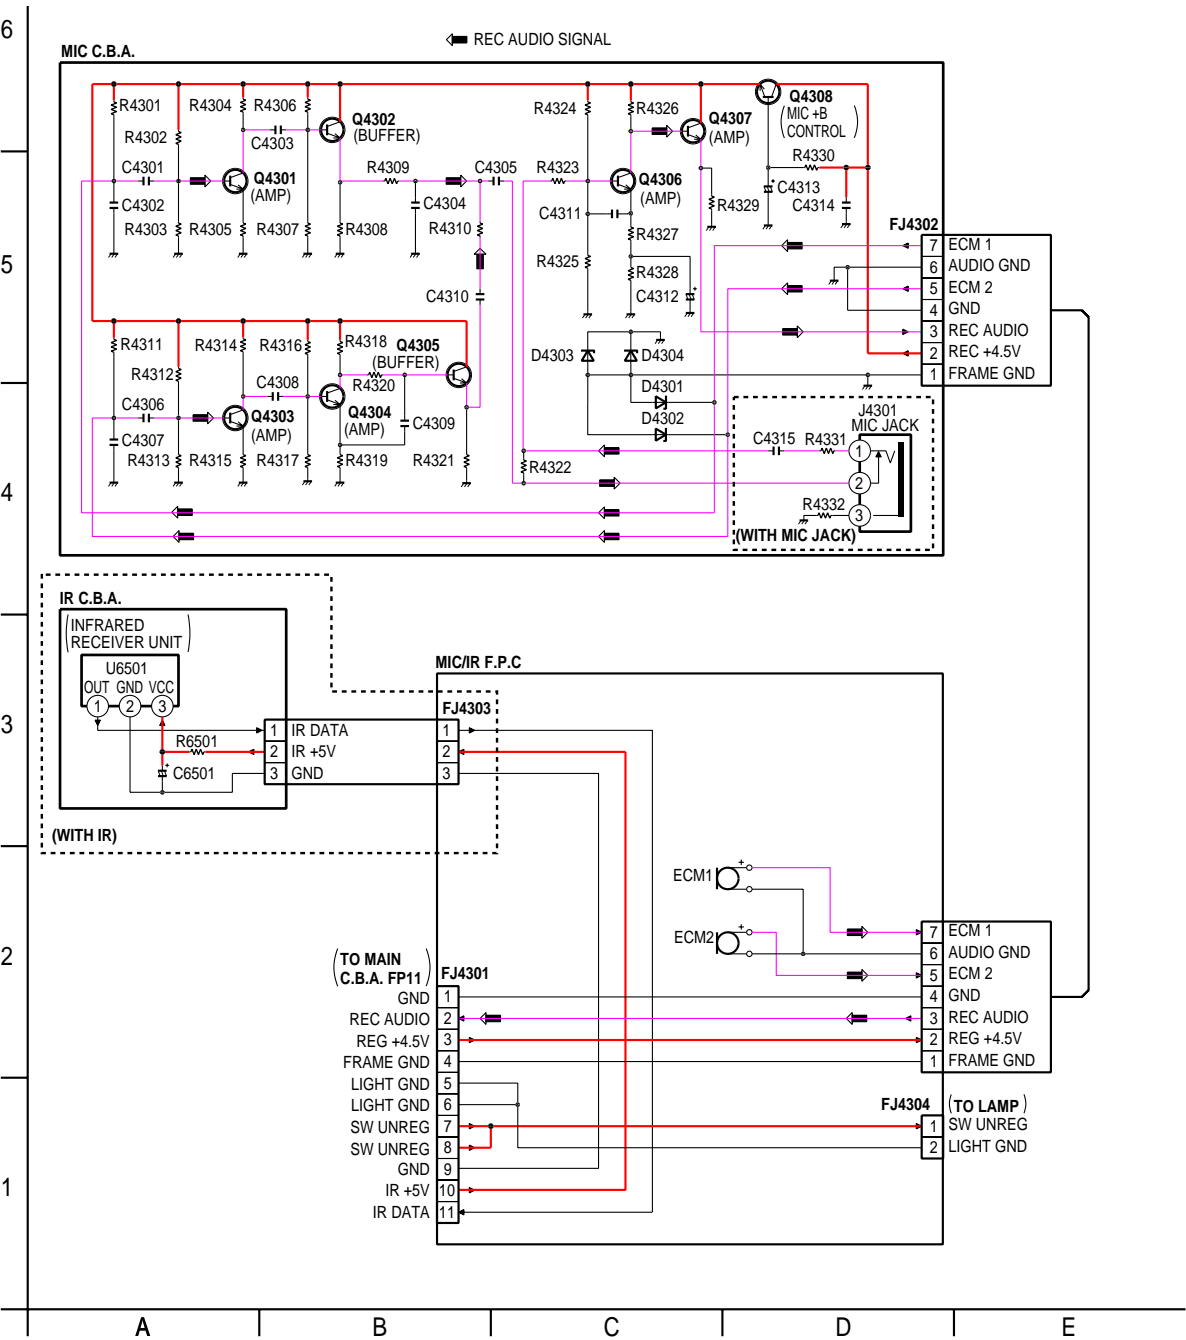 6
REC AUDIO SIGNAL
MIC C.B.A.
R4301
R4304
R4306
Q4302
(BUFFER)
R4302
C4303
R4324
R4326
Q4307
(AMP)
Q4308
(MIC +B
CONTROL)
C4301
Q4301
(AMP)
R4309
C4305
R4323
Q4306
(AMP)
R4330
C4302
C4304
C4311
R4329
C4313
C4314
R4303
R4305
R4307
R4308
R4310
R4327
FJ4302
5
R4325
R4328
C4310
C4312
7 ECM 1
6 AUDIO GND
5 ECM 2
4 GND
3 REC AUDIO
2 REC +4.5V
1 FRAME GND
R4311
R4314
R4316
R4318
Q4305
(BUFFER)
D4303
D4304
R4312
C4308
R4320
D4301
C4306
Q4303
(AMP)
Q4304
(AMP)
C4309
D4302
C4307
J4301
MIC JACK
C4315
R4331
1
R4313
R4315
R4317
R4319
R4321
R4322
2
4
R4332
3
(WITH MIC JACK)
IR C.B.A.
(INFRARED
RECEIVER UNIT)
U6501
OUT GND VCC
1 2 3
MIC/IR F.P.C
FJ4303
3
R6501
C6501
1 IR DATA
2 IR +5V
3 GND
1
2
3
(WITH IR)
ECM1
+
ECM2
+
2
(TO MAIN
C.B.A. FP11)
FJ4301
7 ECM 1
6 AUDIO GND
5 ECM 2
4 GND
3 REC AUDIO
2 REG +4.5V
1 FRAME GND
GND 1
REC AUDIO 2
REG +4.5V 3
FRAME GND 4
LIGHT GND 5
LIGHT GND 6
SW UNREG 7
SW UNREG 8
GND 9
IR +5V 10
IR DATA 11
FJ4304
(TO LAMP)
1 SW UNREG
2 LIGHT GND
1
A B C D E